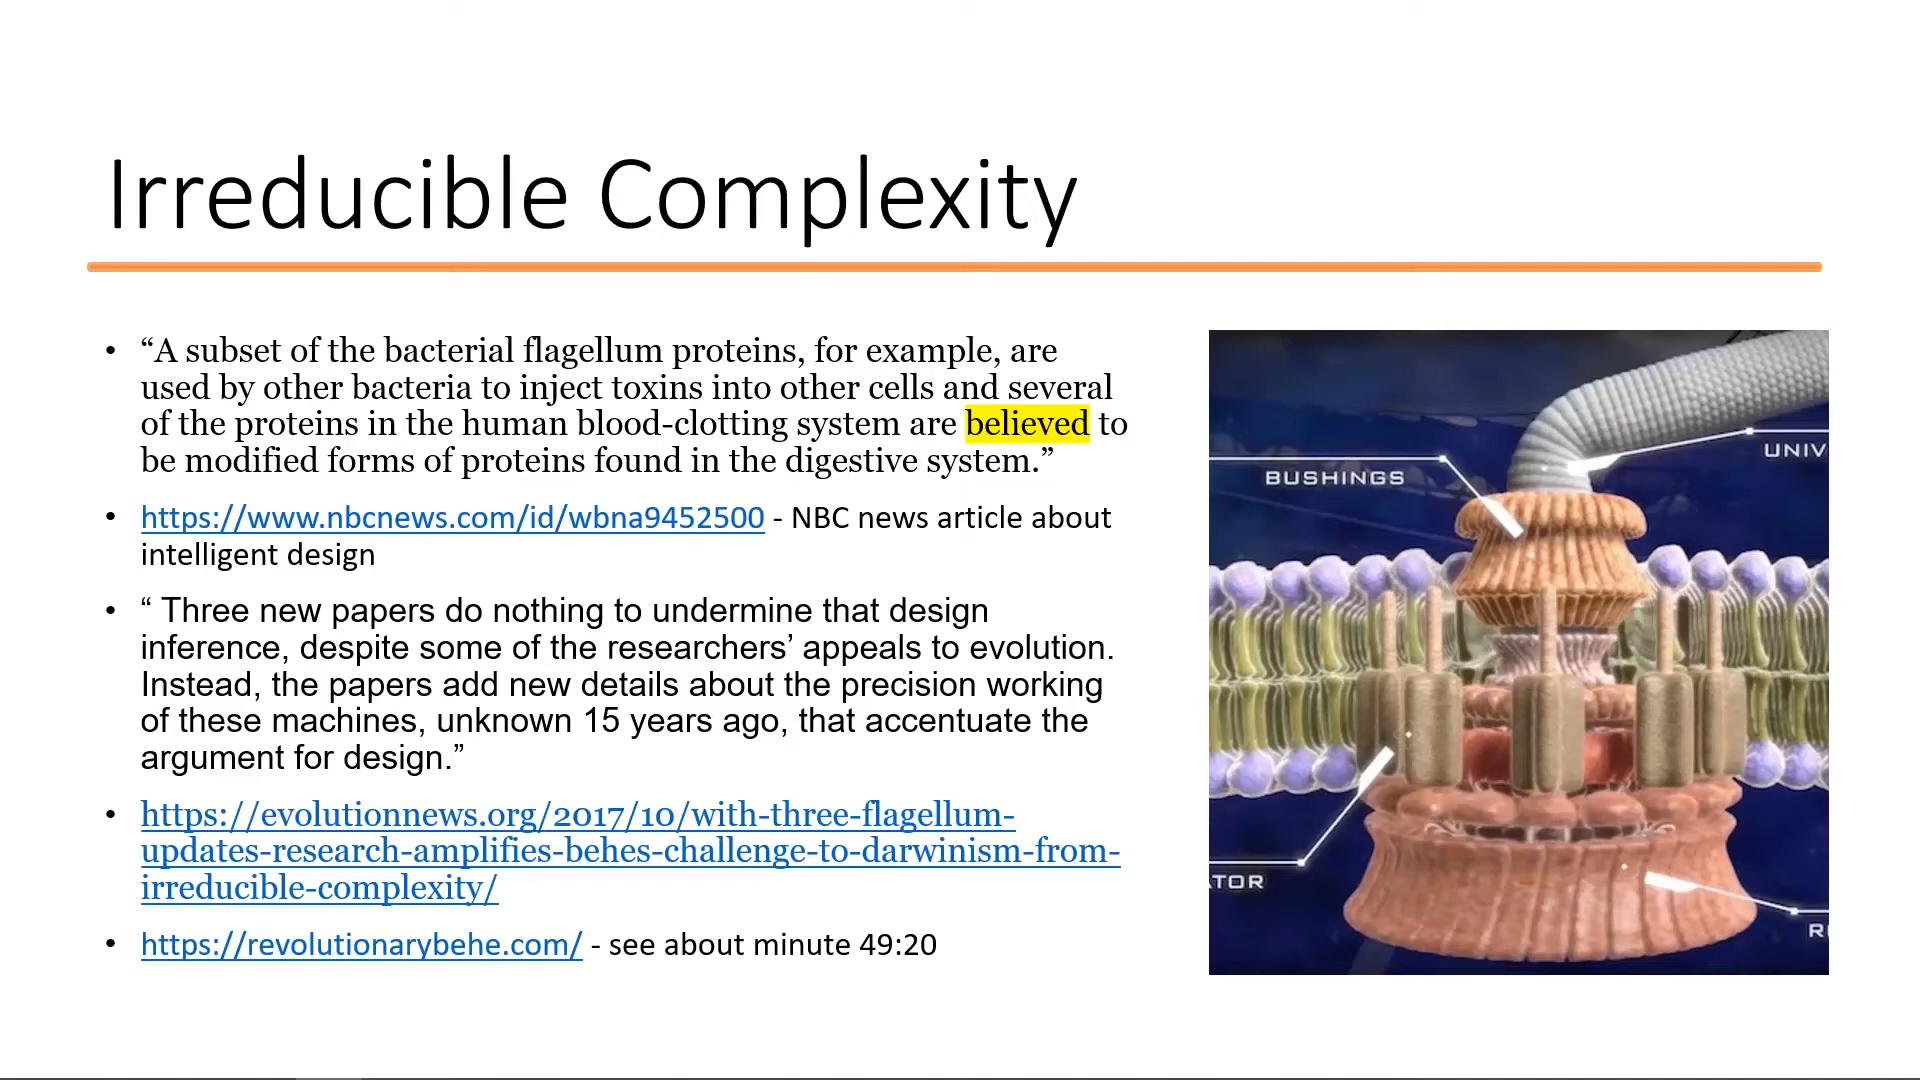 Irreducible Complexity
• “A subset of the bacterial flagellum proteins, for example, are
used by other bacteria to inject toxins into other cells and several
of the proteins in the human blood-clotting system are believed to
be modified forms of proteins found in the digestive system.”
• https://www.nbcnews.com/id/wbna9452500 - NBC news article about
intelligent design
• “ Three new papers do nothing to undermine that design
inference, despite some of the researchers’ appeals to evolution.
Instead, the papers add new details about the precision working
of these machines, unknown 15 years ago, that accentuate the
argument for design.”
• https://evolutionnews.org/2017/10/with-three-flagellum-
updates-research-amplifies-behes-challenge-to-darwinism-from-
irreducible-complexity/
• https://revolutionarybehe.com/ - see about minute 49:20
UNIV
BUSHINGS
ATOR
R